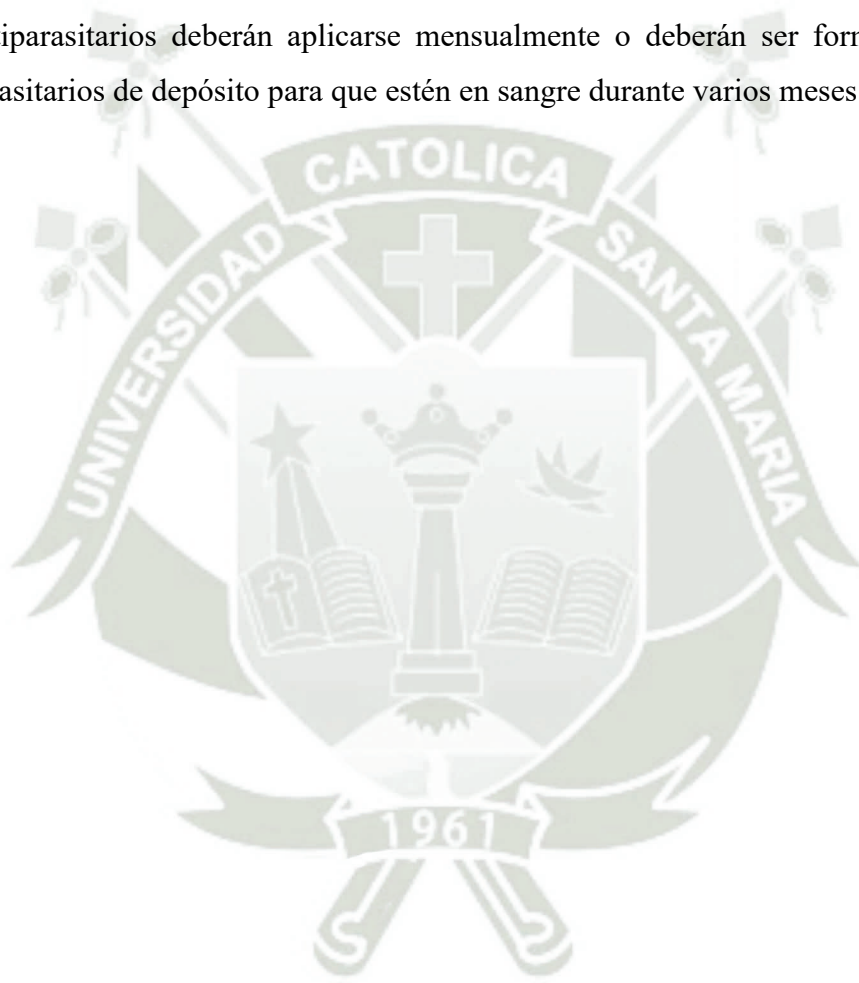 iparasitarios deberán aplicarse mensualmente o deberán ser for
asitarios de depósito para que estén en sangre durante varios meses
CATOLICA
UNIVERSIDAD
SANTA MARIA
1961